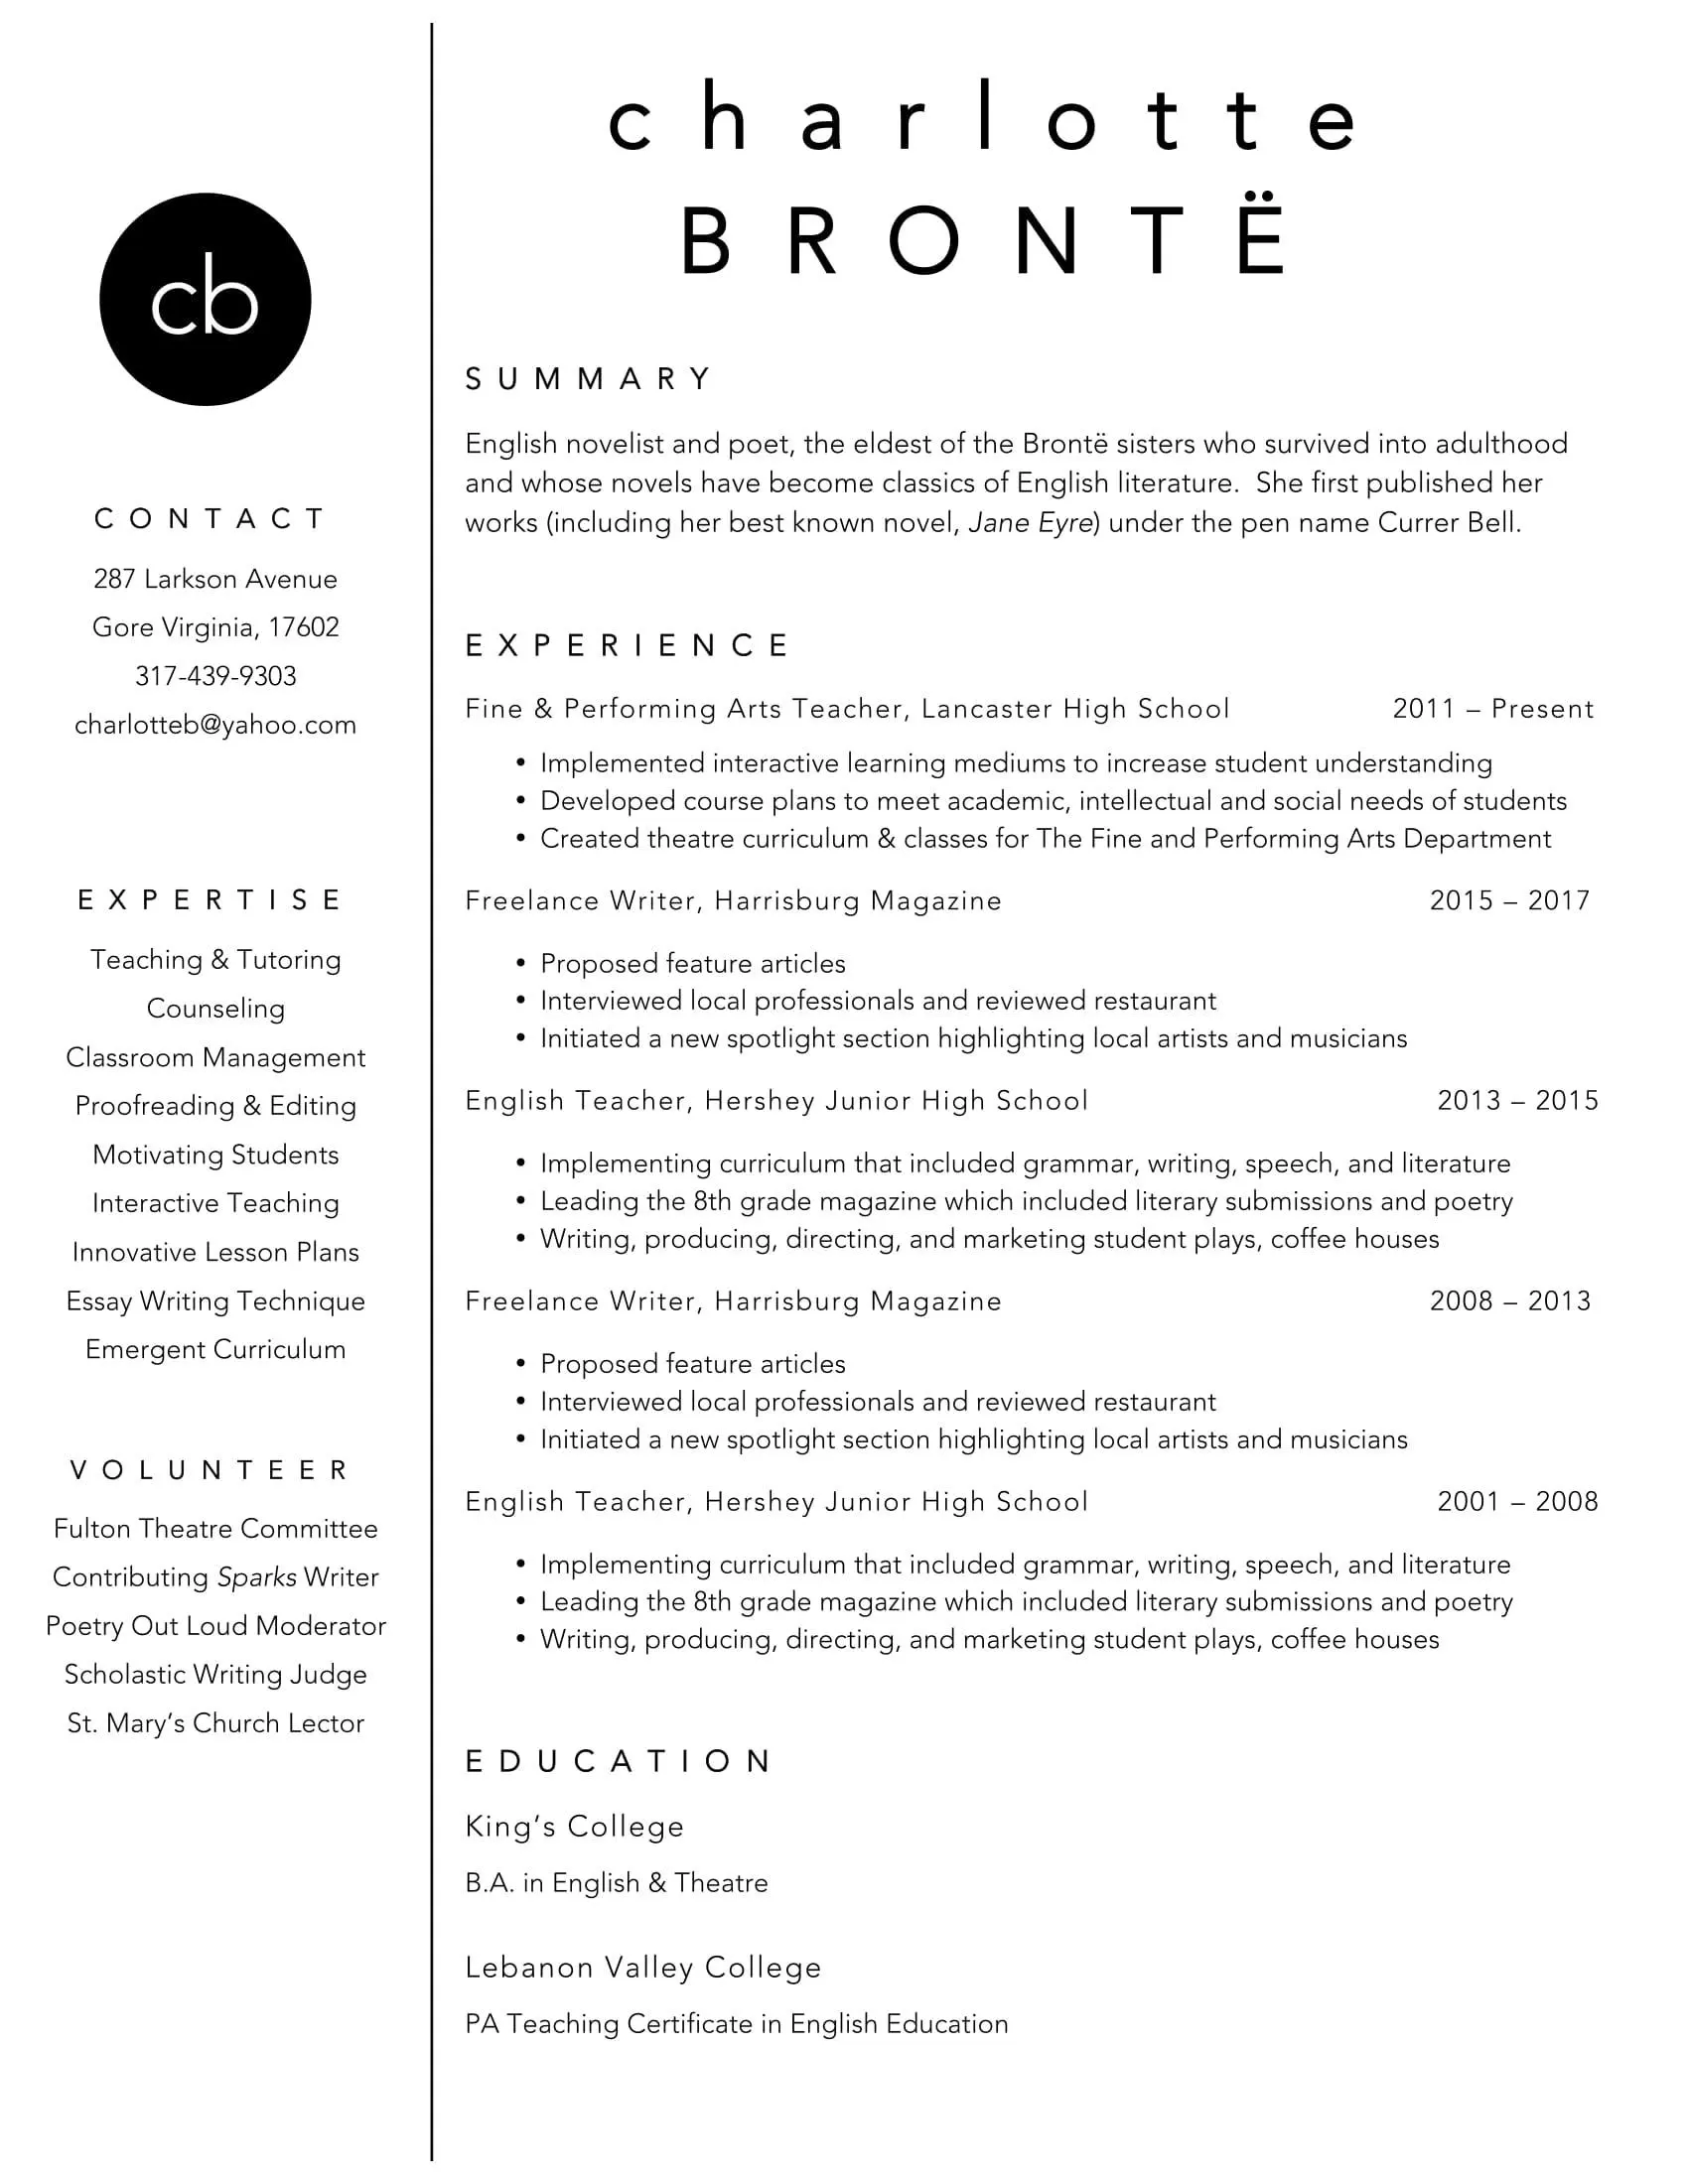 charlotte
BRONTË
cb
CONTACT
287 Larkson Avenue
Gore Virginia, 17602
317-439-9303
charlotteb@yahoo.com
EXPERTISE
Teaching & Tutoring
Counseling
Classroom Management
Proofreading & Editing
Motivating Students
Interactive Teaching
Innovative Lesson Plans
Essay Writing Technique
Emergent Curriculum
VOLUNTEER
Fulton Theatre Committee
Contributing Sparks Writer
Poetry Out Loud Moderator
Scholastic Writing Judge
St. Mary’s Church Lector
SUMMARY
English novelist and poet, the eldest of the Brontë sisters who survived into adulthood
and whose novels have become classics of English literature.  She first published her
works (including her best known novel, Jane Eyre) under the pen name Currer Bell.
EXPERIENCE
Fine & Performing Arts Teacher, Lancaster High School 2011 – Present
• Implemented interactive learning mediums to increase student understanding
• Developed course plans to meet academic, intellectual and social needs of students
• Created theatre curriculum & classes for The Fine and Performing Arts Department
Freelance Writer, Harrisburg Magazine 2015 – 2017
• Proposed feature articles
• Interviewed local professionals and reviewed restaurant
• Initiated a new spotlight section highlighting local artists and musicians
English Teacher, Hershey Junior High School 2013 – 2015
• Implementing curriculum that included grammar, writing, speech, and literature
• Leading the 8th grade magazine which included literary submissions and poetry
• Writing, producing, directing, and marketing student plays, coffee houses
Freelance Writer, Harrisburg Magazine 2008 – 2013
• Proposed feature articles
• Interviewed local professionals and reviewed restaurant
• Initiated a new spotlight section highlighting local artists and musicians
English Teacher, Hershey Junior High School 2001 – 2008
• Implementing curriculum that included grammar, writing, speech, and literature
• Leading the 8th grade magazine which included literary submissions and poetry
• Writing, producing, directing, and marketing student plays, coffee houses
EDUCATION
King’s College
B.A. in English & Theatre
Lebanon Valley College
PA Teaching Certificate in English Education